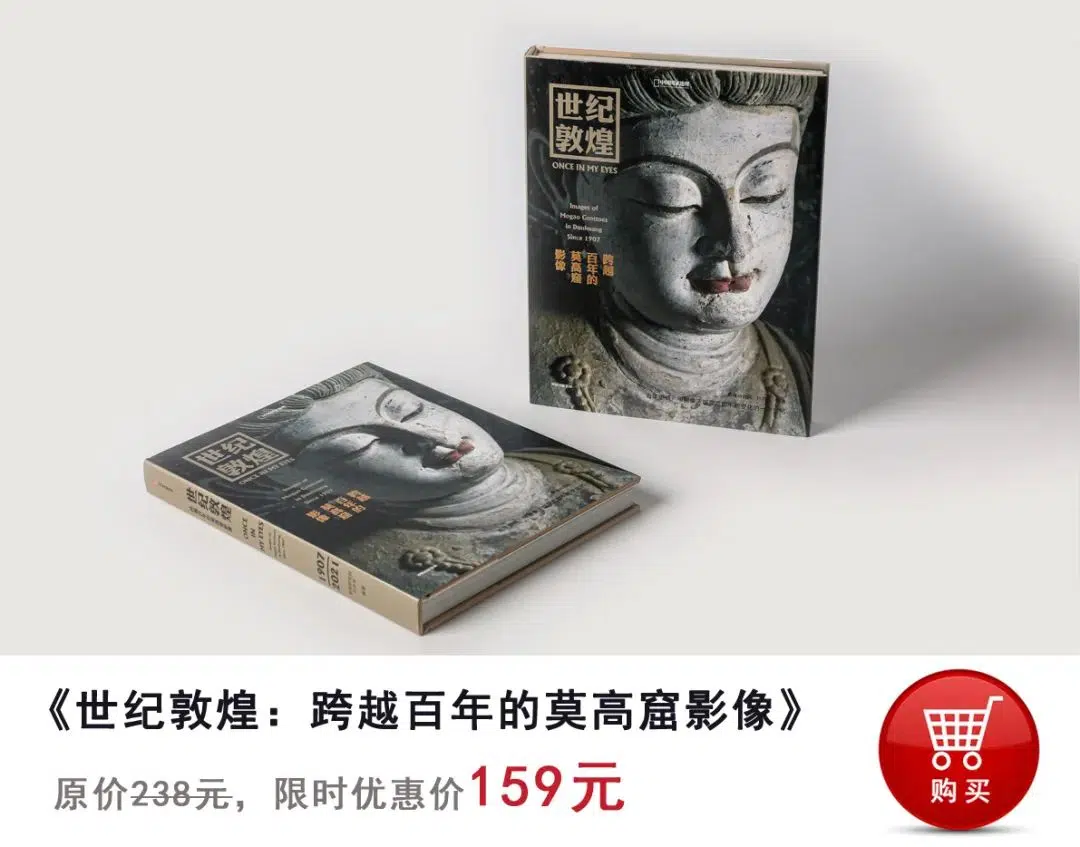 世纪
敦煌
ONCE IN MY EYES
Images of
Mogao Grottoes
in Dunhuang
Since 1907
跨越
百年的
莫高窟
影像
世纪
敦煌
ONCE IN MY EYES
Since 1907
世纪敦煌
ONCE
IN
MY EYES
1907
2021
《世纪敦煌：跨越百年的莫高窟影像》
原价238元，限时优惠价159元
购买